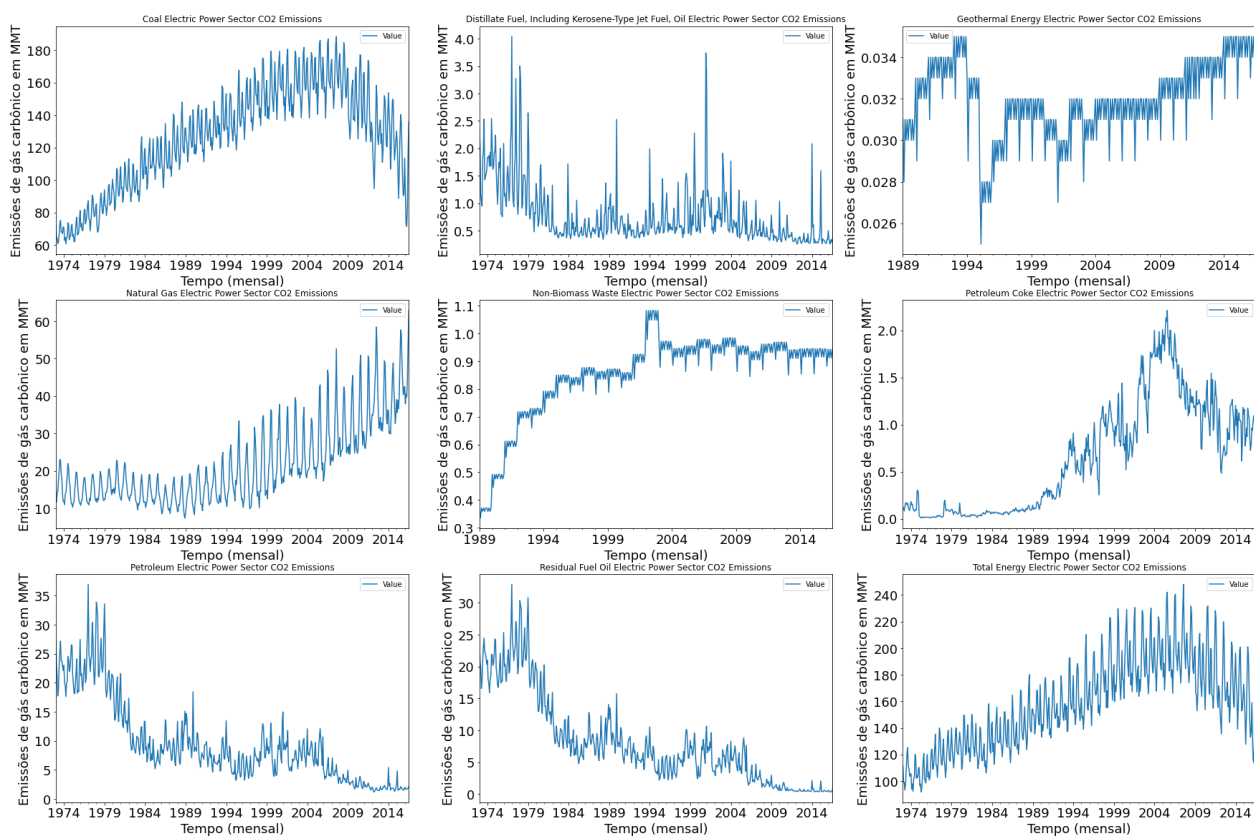 Coal Electric Power Sector CO2 Emissions
Emissões de gás carbônico em MMT
180
160
140
120
100
80
60
Value
1974 1979 1984 1989 1994 1999 2004 2009 2014
Tempo (mensal)
Distillate Fuel, Including Kerosene-Type Jet Fuel, Oil Electric Power Sector CO2 Emissions
Emissões de gás carbônico em MMT
4.0
3.5
3.0
2.5
2.0
1.5
1.0
0.5
Value
1974 1979 1984 1989 1994 1999 2004 2009 2014
Tempo (mensal)
Geothermal Energy Electric Power Sector CO2 Emissions
Emissões de gás carbônico em MMT
0.034
0.032
0.030
0.028
0.026
Value
1989 1994 1999 2004 2009 2014
Tempo (mensal)
Natural Gas Electric Power Sector CO2 Emissions
Emissões de gás carbônico em MMT
60
50
40
30
20
10
Value
1974 1979 1984 1989 1994 1999 2004 2009 2014
Tempo (mensal)
Non-Biomass Waste Electric Power Sector CO2 Emissions
Emissões de gás carbônico em MMT
1.1
1.0
0.9
0.8
0.7
0.6
0.5
0.4
0.3
Value
1989 1994 1999 2004 2009 2014
Tempo (mensal)
Petroleum Coke Electric Power Sector CO2 Emissions
Emissões de gás carbônico em MMT
2.0
1.5
1.0
0.5
0.0
Value
1974 1979 1984 1989 1994 1999 2004 2009 2014
Tempo (mensal)
Petroleum Electric Power Sector CO2 Emissions
Emissões de gás carbônico em MMT
35
30
25
20
15
10
5
0
Value
1974 1979 1984 1989 1994 1999 2004 2009 2014
Tempo (mensal)
Residual Fuel Oil Electric Power Sector CO2 Emissions
Emissões de gás carbônico em MMT
30
25
20
15
10
5
0
Value
1974 1979 1984 1989 1994 1999 2004 2009 2014
Tempo (mensal)
Total Energy Electric Power Sector CO2 Emissions
Emissões de gás carbônico em MMT
240
220
200
180
160
140
120
100
Value
1974 1979 1984 1989 1994 1999 2004 2009 2014
Tempo (mensal)